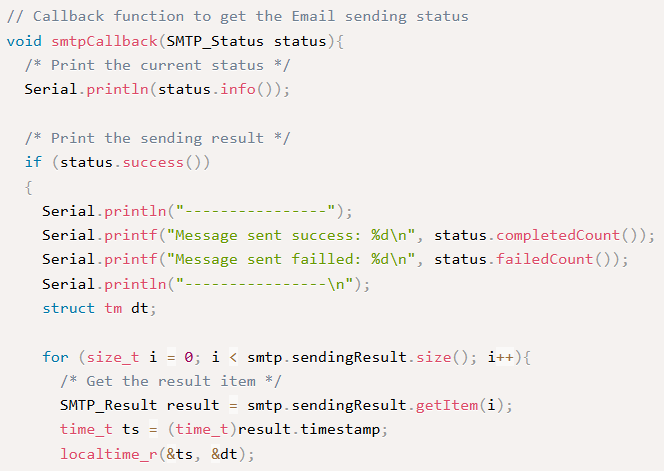 // Callback function to get the Email sending status
void smtpCallback(SMTP_Status status){
  /* Print the current status */
  Serial.println(status.info());

  /* Print the sending result */
  if (status.success())
  {
    Serial.println("----------------");
    Serial.printf("Message sent success: %d\n", status.completedCount());
    Serial.printf("Message sent failled: %d\n", status.failedCount());
    Serial.println("----------------\n");
    struct tm dt;

    for (size_t i = 0; i < smtp.sendingResult.size(); i++){
      /* Get the result item */
      SMTP_Result result = smtp.sendingResult.getItem(i);
      time_t ts = (time_t)result.timestamp;
      localtime_r(&ts, &dt);